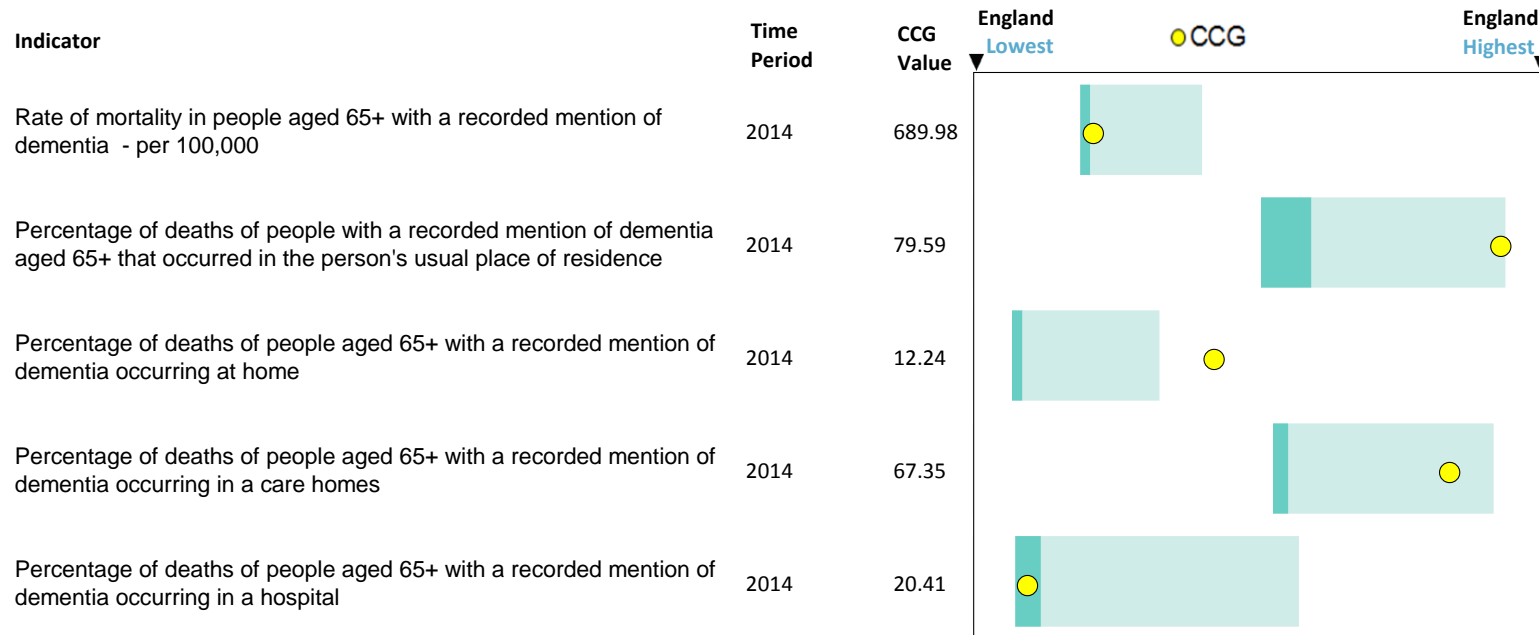 Indicator Time Period CCG Value England Lowest CCG England Highest
Rate of mortality in people aged 65+ with a recorded mention of
dementia - per 100,000 2014 689.98
Percentage of deaths of people with a recorded mention of dementia
aged 65+ that occurred in the person's usual place of residence 2014 79.59
Percentage of deaths of people aged 65+ with a recorded mention of
dementia occurring at home 2014 12.24
Percentage of deaths of people aged 65+ with a recorded mention of
dementia occurring in a care homes 2014 67.35
Percentage of deaths of people aged 65+ with a recorded mention of
dementia occurring in a hospital 2014 20.41